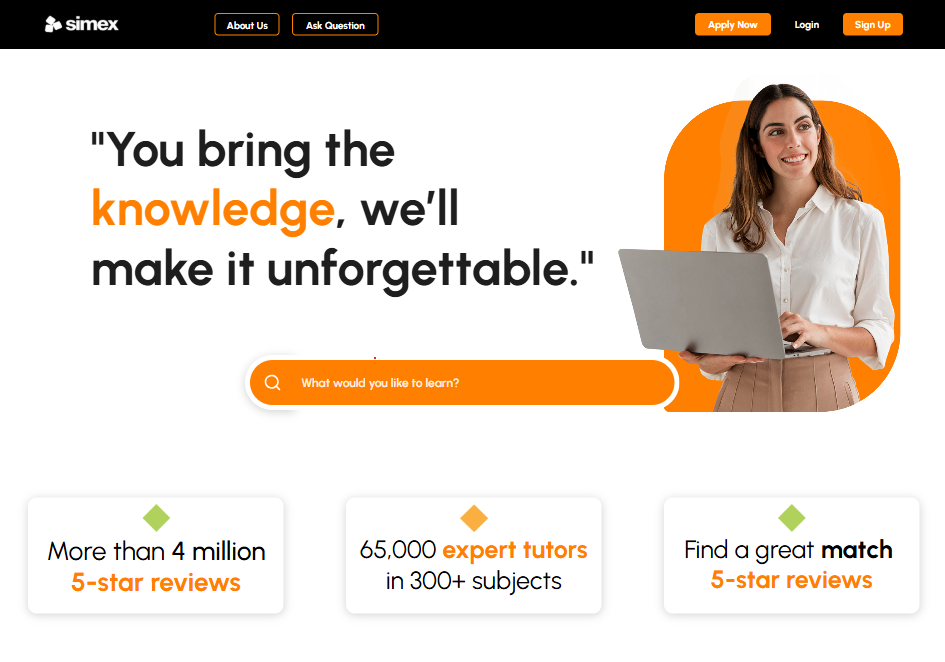 simex
About Us
Ask Question
Apply Now
Login
Sign Up
"You bring the
knowledge, we’ll
make it unforgettable."
What would you like to learn?
More than 4 million
5-star reviews
65,000 expert tutors
in 300+ subjects
Find a great match
5-star reviews